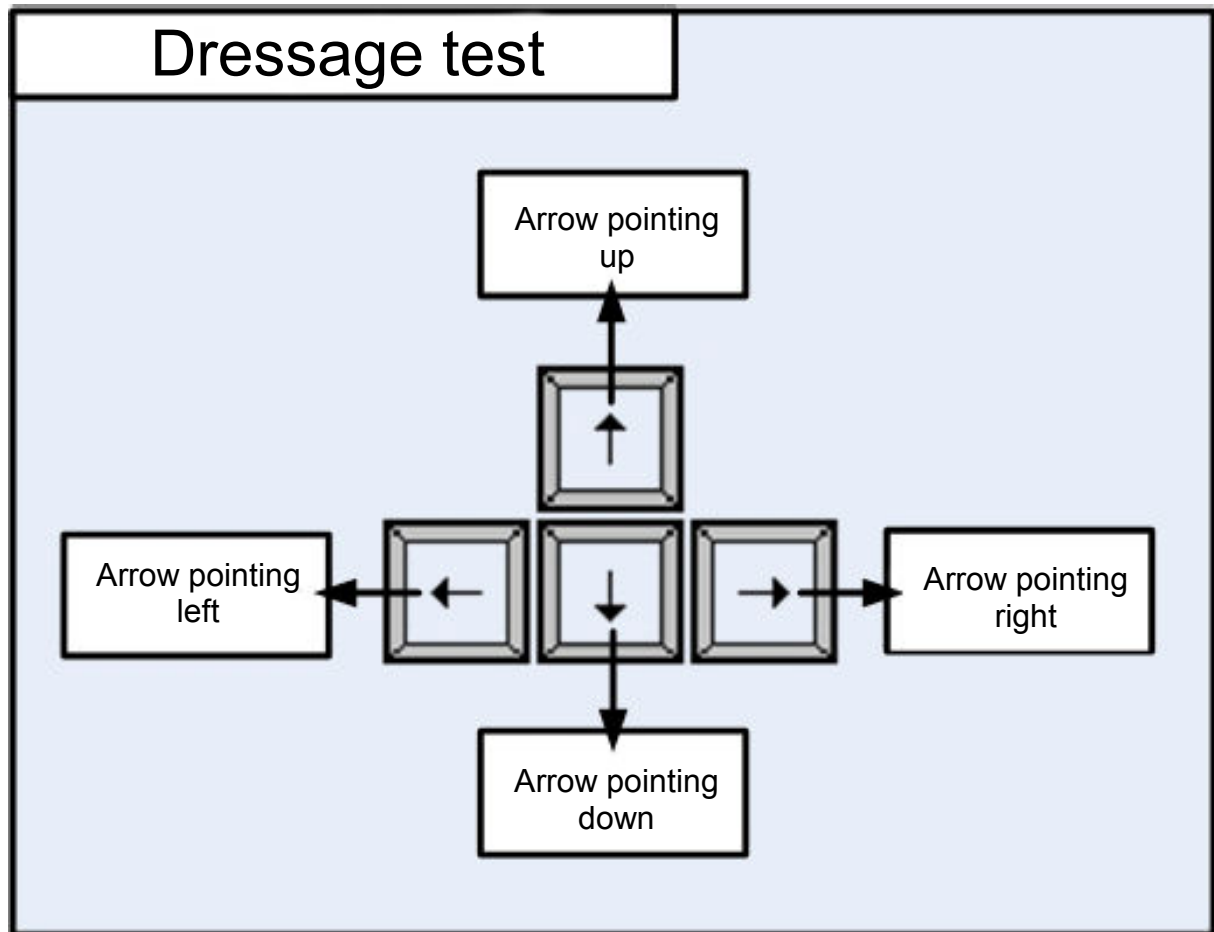 Dressage test
Arrow pointing
up
Arrow pointing
left
Arrow pointing
right
Arrow pointing
down